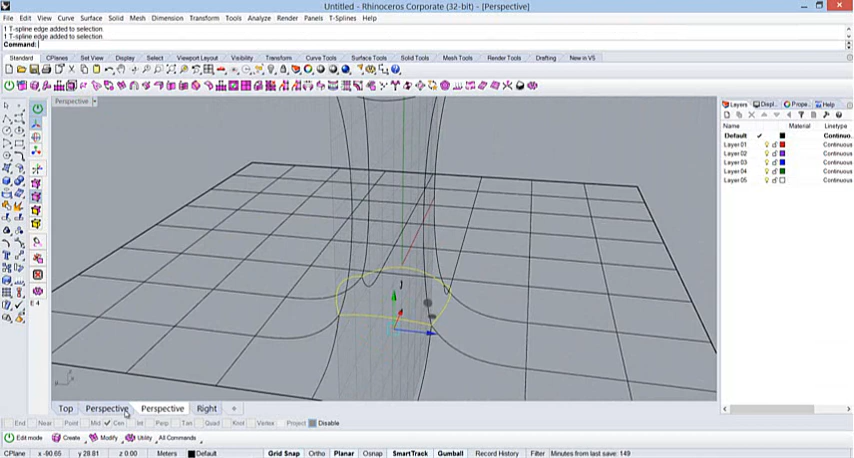 Untitled - Rhinoceros Corporate (32-bit) - [Perspective]
File Edit View Curve Surface Solid Mesh Dimension Transform Tools Analyze Render Panels T-Splines Help
1 T-spline edge added to selection.
1 T-spline edge added to selection.
Command:
Standard CPlanes Set View Display Select Viewport Layout Visibility Transform Curve Tools Surface Tools Solid Tools Mesh Tools Render Tools Drafting New in V5
Perspective
Layers Displ... Prope... Help
Name Material Linetype
Default Continuo...
Layer 01 Continuous
Layer 02 Continuous
Layer 03 Continuous
Layer 04 Continuous
Layer 05 Continuous
E 4
Top Perspective Perspective Right
End Near Point Mid Cen Int Perp Tan Quad Knot Vertex Project Disable
Edit mode Create Modify Utility All Commands
CPlane x -90.65 y 28.81 z 0.00 Meters Default Grid Snap Ortho Planar Osnap SmartTrack Gumball Record History Filter Minutes from last save: 149